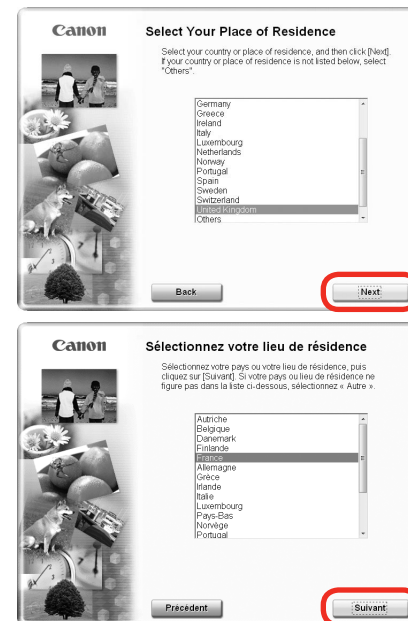 Canon
Select Your Place of Residence
Select your country or place of residence, and then click [Next].
If your country or place of residence is not listed below, select
"Others".
Germany
Greece
Ireland
Italy
Luxembourg
Netherlands
Norway
Portugal
Spain
Sweden
Switzerland
United Kingdom
Others
Back
Next
Canon
Sélectionnez votre lieu de résidence
Sélectionnez votre pays ou votre lieu de résidence, puis
cliquez sur [Suivant]. Si votre pays ou lieu de résidence ne
figure pas dans la liste ci-dessous, sélectionnez « Autre ».
Autriche
Belgique
Danemark
Finlande
France
Allemagne
Grèce
Irlande
Italie
Luxembourg
Pays-Bas
Norvège
Portugal
Précédent
Suivant